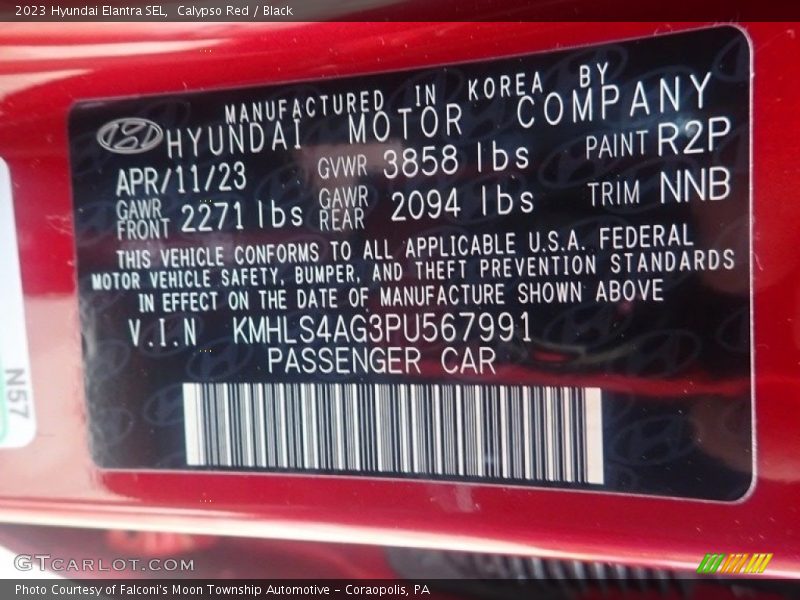 2023 Hyundai Elantra SEL,  Calypso Red / Black
MANUFACTURED IN KOREA BY
HYUNDAI MOTOR COMPANY
APR/11/23 GVWR 3858 lbs PAINT R2P
GAWR FRONT 2271 lbs GAWR REAR 2094 lbs TRIM NNB
THIS VEHICLE CONFORMS TO ALL APPLICABLE U.S.A. FEDERAL
MOTOR VEHICLE SAFETY, BUMPER, AND THEFT PREVENTION STANDARDS
IN EFFECT ON THE DATE OF MANUFACTURE SHOWN ABOVE
V.I.N KMHLS4AG3PU567991
PASSENGER CAR
N57
GTCARLOT.COM
Photo Courtesy of Falconi's Moon Township Automotive – Coraopolis, PA